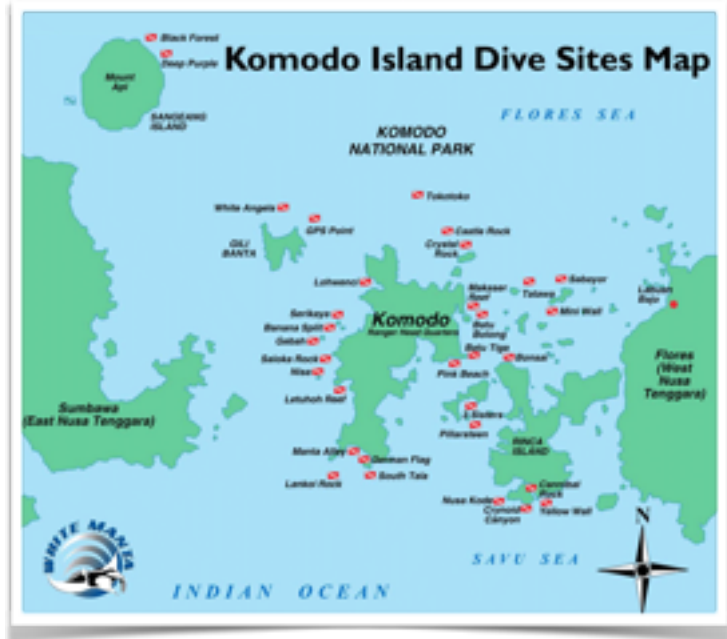 Komodo Island Dive Sites Map
Black Forest
Deep Purple
Mount
Api
SANGEANG
ISLAND
FLORES SEA
KOMODO
NATIONAL PARK
Tokotoko
White Angels
GPS Point
Castle Rock
Crystal
Rock
GILI
BANTA
Lohwenci
Makassar
Reef
Tatawa
Sebayor
Labuan
Bajo
Serikaya
Komodo
Ranger Head Quarters
Batu
Bolong
Mini Wall
Banana Split
Gebah
Batu Tiga
Bonsai
Flores
(West
Nusa
Tenggara)
Saloka Rock
Nisa
Pink Beach
Letuhoh Reef
Sumbawa
(East Nusa Tenggara)
Pillarsteen
RINCA
ISLAND
Manta Alley
German Flag
Lankoi Rock
South Tala
Cannibal
Rock
Nusa Kode
Yellow Wall
Canyon
N
WHITE MANTA
SAVU SEA
INDIAN OCEAN